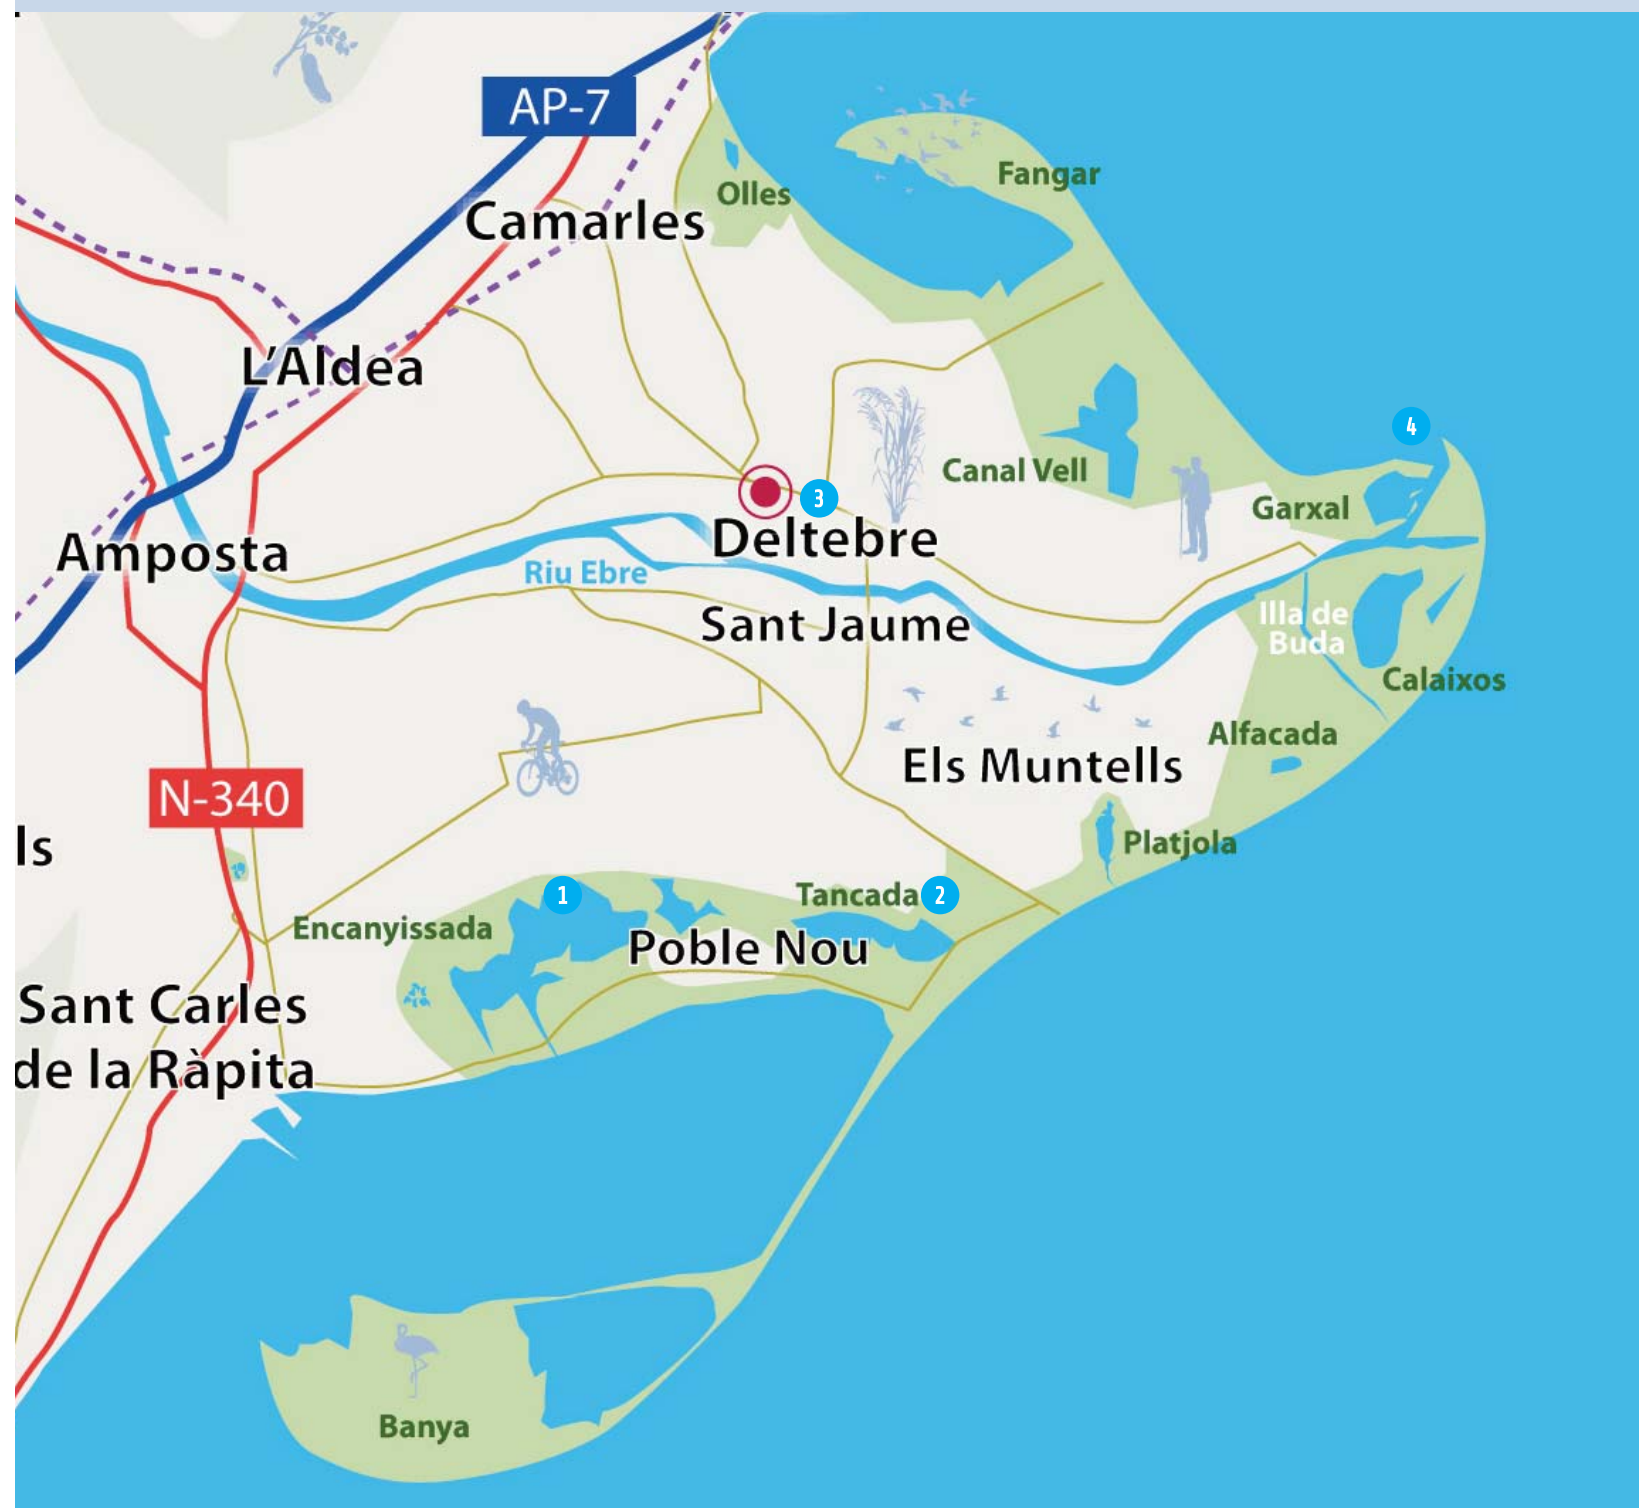 AP-7
Fangar
Olles
Camarles
L'Aldea
4
Canal Vell
3
Garxal
Deltebre
Amposta
Riu Ebre
Sant Jaume
Illa de
Buda
Calaixos
Alfacada
Els Muntells
N-340
ls
Platjola
1
Tancada
2
Encanyissada
Poble Nou
Sant Carles
de la Ràpita
Banya